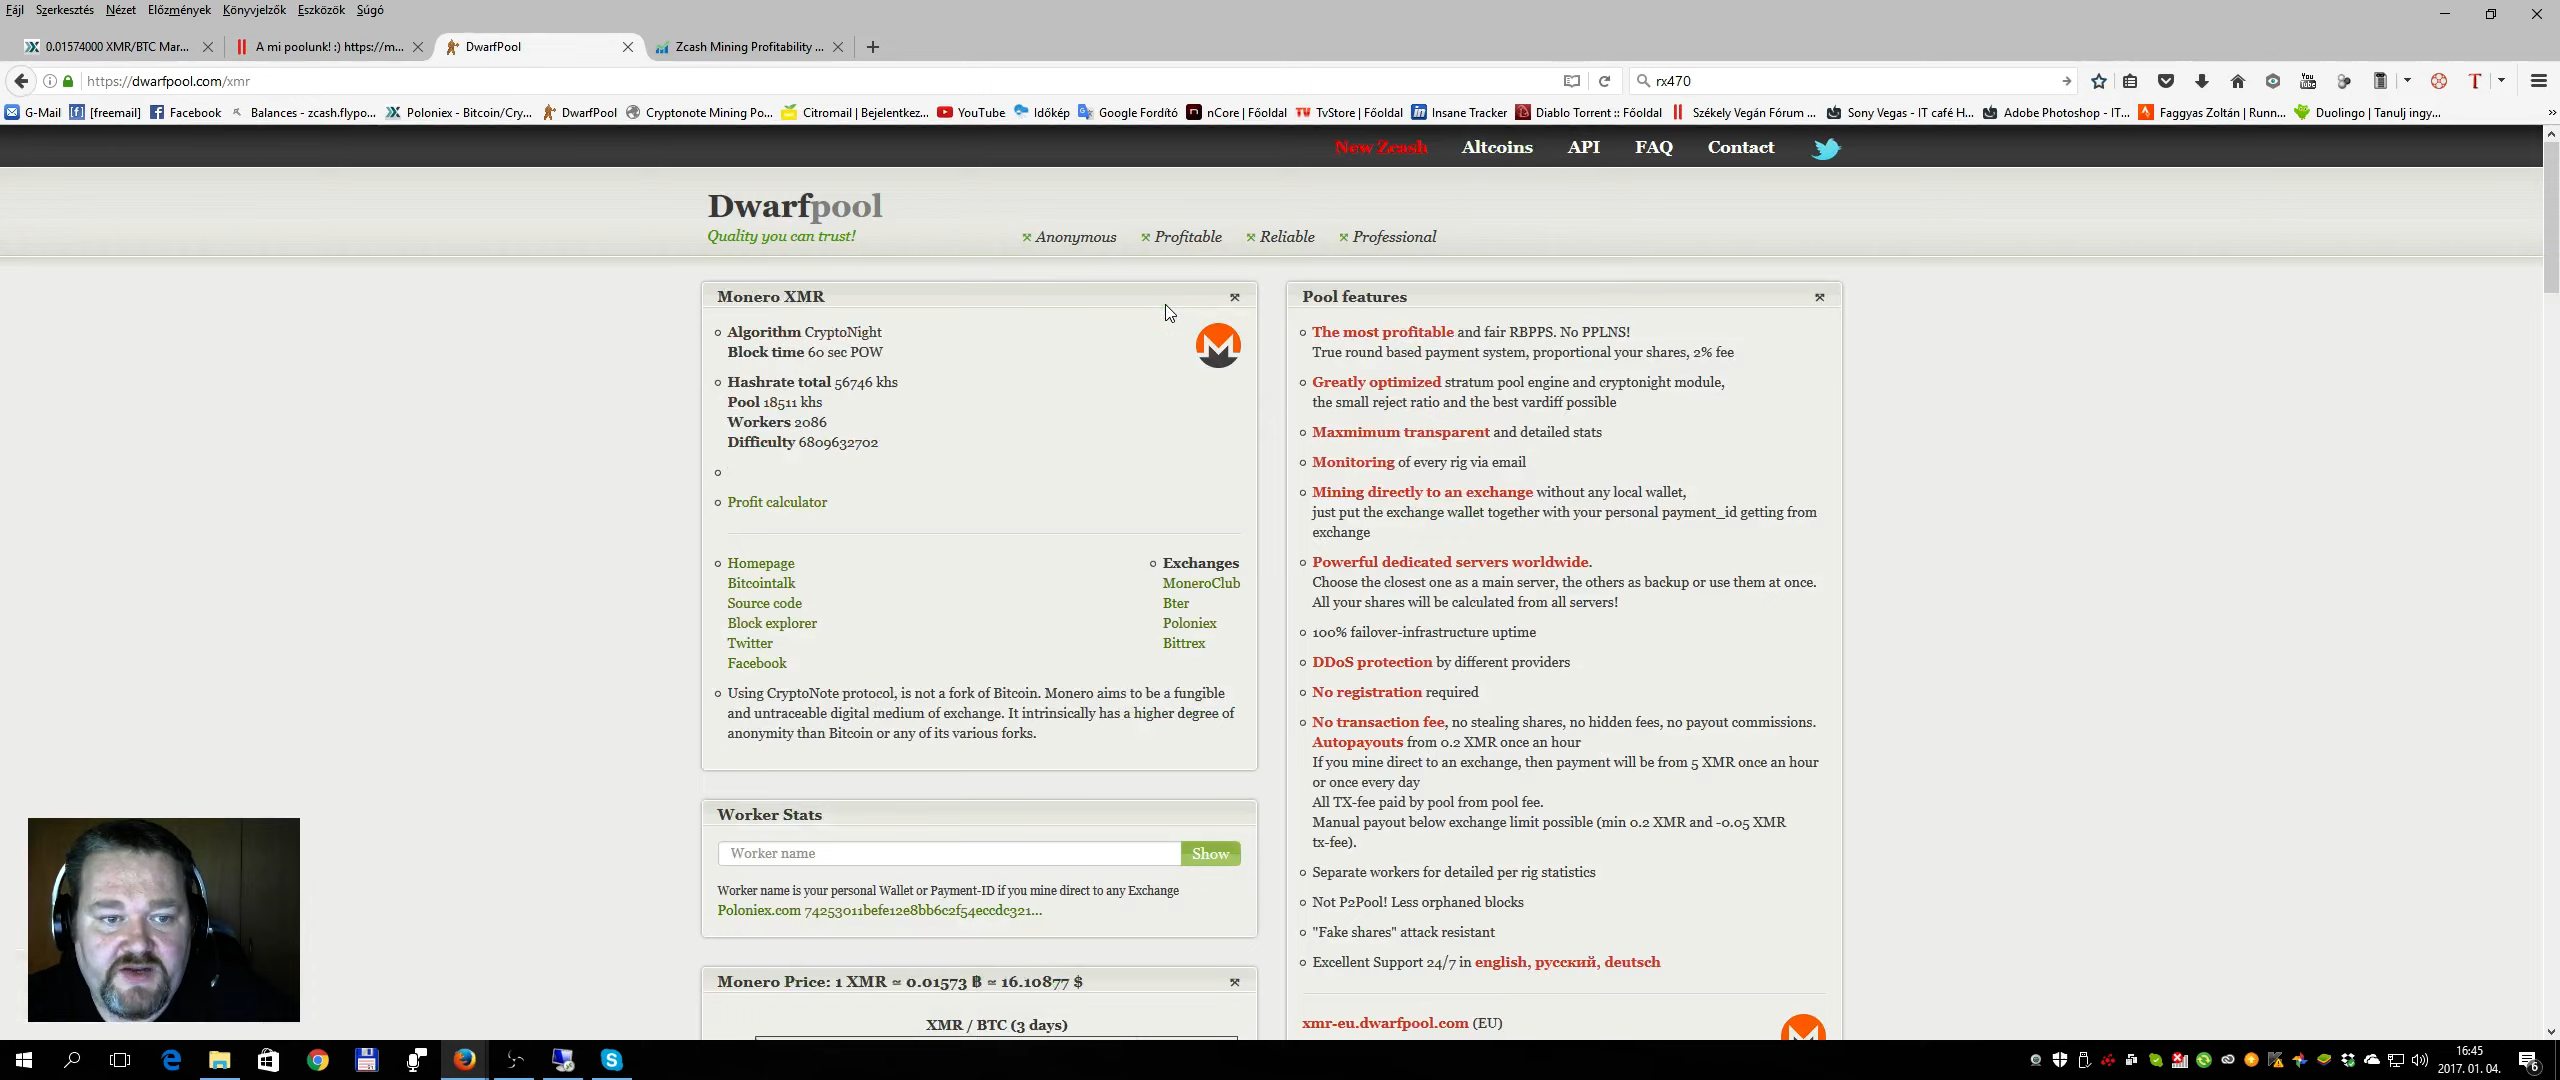 Fájl Szerkesztés Nézet Előzmények Könyvjelzők Eszközök Súgó
0.01574000 XMR/BTC Mar...
A mi poolunk! :) https://m...
DwarfPool
Zcash Mining Profitability ...
https://dwarfpool.com/xmr
rx470
G-Mail
[freemail]
Facebook
Balances - zcash.flypo...
Poloniex - Bitcoin/Cry...
DwarfPool
Cryptonote Mining Po...
Citromail | Bejelentkez...
YouTube
Időkép
Google Fordító
nCore | Főoldal
TvStore | Főoldal
Insane Tracker
Diablo Torrent :: Főoldal
Székely Vegán Fórum ...
Sony Vegas - IT café H...
Adobe Photoshop - IT...
Faggyas Zoltán | Runn...
Duolingo | Tanulj ingy...
New Zcash Altcoins API FAQ Contact
Dwarfpool
Quality you can trust!
Anonymous Profitable Reliable Professional
Monero XMR
Algorithm CryptoNight
Block time 60 sec POW
Hashrate total 56746 khs
Pool 18511 khs
Workers 2086
Difficulty 6809632702
Profit calculator
Homepage
Bitcointalk
Source code
Block explorer
Twitter
Facebook
Exchanges
MoneroClub
Bter
Poloniex
Bittrex
Using CryptoNote protocol, is not a fork of Bitcoin. Monero aims to be a fungible
and untraceable digital medium of exchange. It intrinsically has a higher degree of
anonymity than Bitcoin or any of its various forks.
Worker Stats
Worker name
Show
Worker name is your personal Wallet or Payment-ID if you mine direct to any Exchange
Poloniex.com 74253011befe12e8bb6c2f54eccdc321...
Monero Price: 1 XMR ≃ 0.01573 ฿ ≃ 16.10877 $
XMR / BTC (3 days)
Pool features
The most profitable and fair RBPPS. No PPLNS!
True round based payment system, proportional your shares, 2% fee
Greatly optimized stratum pool engine and cryptonight module,
the small reject ratio and the best vardiff possible
Maxmimum transparent and detailed stats
Monitoring of every rig via email
Mining directly to an exchange without any local wallet,
just put the exchange wallet together with your personal payment_id getting from
exchange
Powerful dedicated servers worldwide.
Choose the closest one as a main server, the others as backup or use them at once.
All your shares will be calculated from all servers!
100% failover-infrastructure uptime
DDoS protection by different providers
No registration required
No transaction fee, no stealing shares, no hidden fees, no payout commissions.
Autopayouts from 0.2 XMR once an hour
If you mine direct to an exchange, then payment will be from 5 XMR once an hour
or once every day
All TX-fee paid by pool from pool fee.
Manual payout below exchange limit possible (min 0.2 XMR and -0.05 XMR
tx-fee).
Separate workers for detailed per rig statistics
Not P2Pool! Less orphaned blocks
"Fake shares" attack resistant
Excellent Support 24/7 in english, русский, deutsch
xmr-eu.dwarfpool.com (EU)
16:45
2017. 01. 04.
6